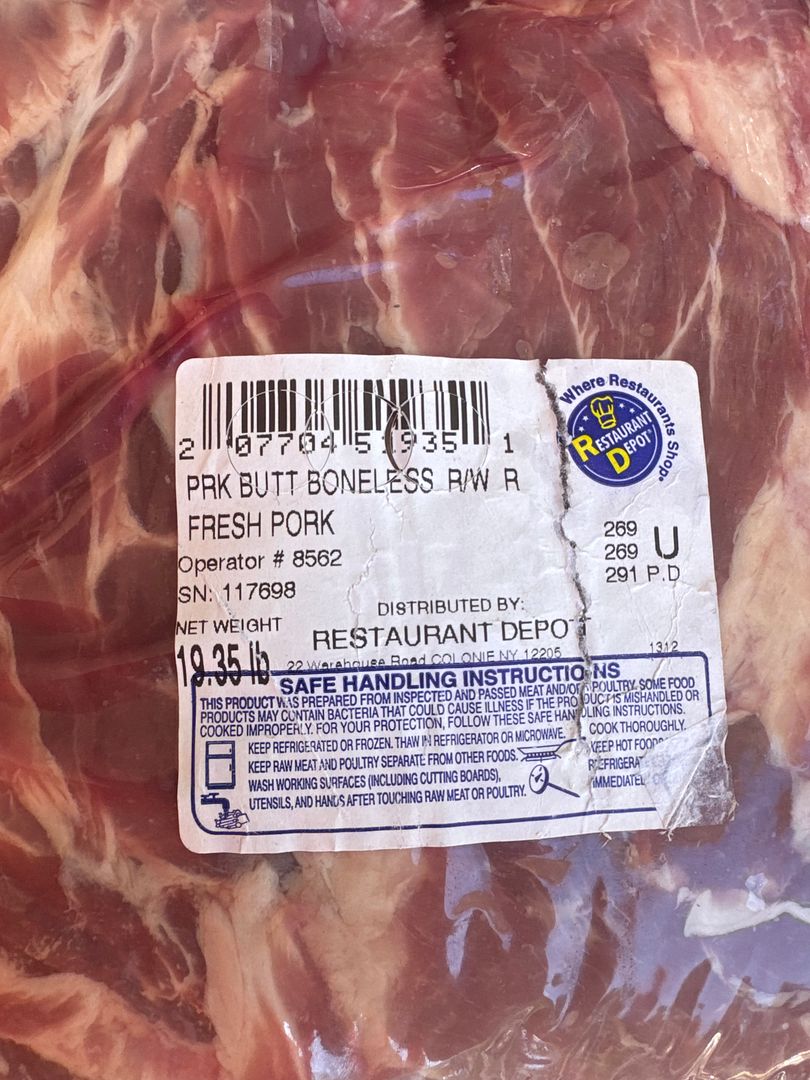 2 07704 51935 1
PRK BUTT BONELESS R/W R
FRESH PORK
Operator # 8562
SN: 117698
NET WEIGHT
19.35 lb
DISTRIBUTED BY:
RESTAURANT DEPOT
22 Warehouse Road COLONIE NY 12205
1312
Where Restaurants Shop®
RESTAURANT
DEPOT®
269
269 U
291 P.D
SAFE HANDLING INSTRUCTIONS
THIS PRODUCT WAS PREPARED FROM INSPECTED AND PASSED MEAT AND/OR POULTRY. SOME FOOD
PRODUCTS MAY CONTAIN BACTERIA THAT COULD CAUSE ILLNESS IF THE PRODUCT IS MISHANDLED OR
COOKED IMPROPERLY. FOR YOUR PROTECTION, FOLLOW THESE SAFE HANDLING INSTRUCTIONS.
KEEP REFRIGERATED OR FROZEN. THAW IN REFRIGERATOR OR MICROWAVE.
KEEP RAW MEAT AND POULTRY SEPARATE FROM OTHER FOODS.
WASH WORKING SURFACES (INCLUDING CUTTING BOARDS),
UTENSILS, AND HANDS AFTER TOUCHING RAW MEAT OR POULTRY.
COOK THOROUGHLY.
KEEP HOT FOODS
REFRIGERAT
IMMEDIATEL